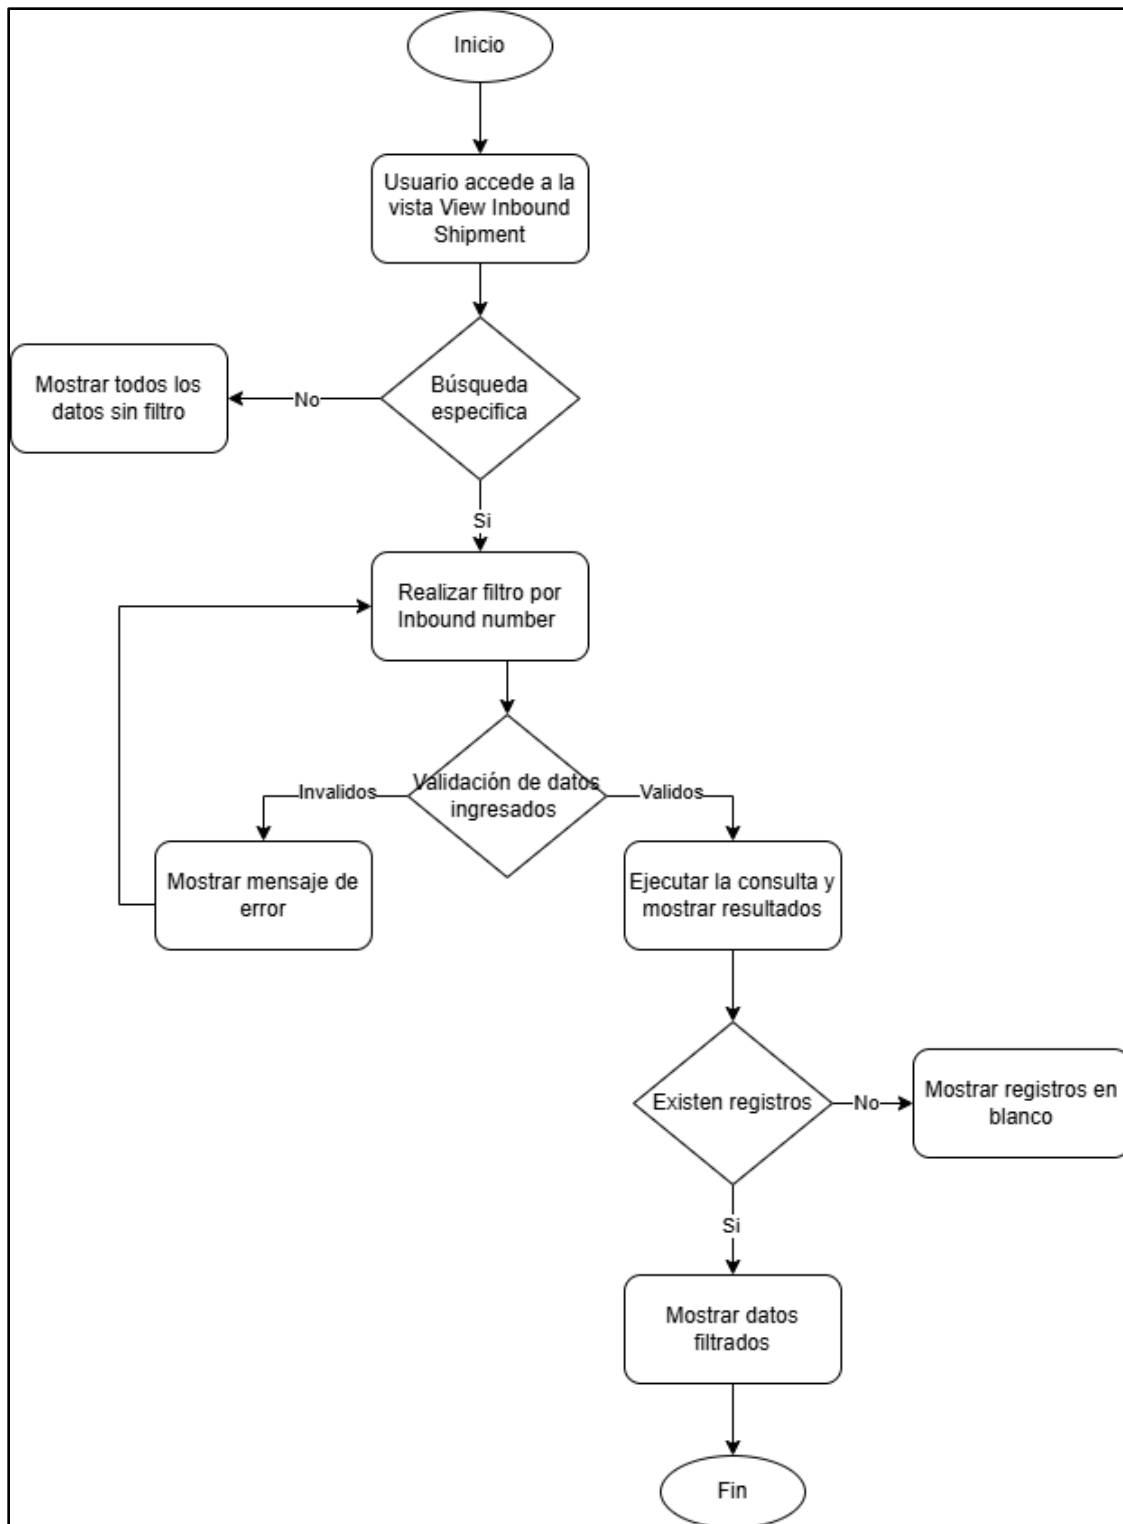 Inicio
Usuario accede a la
vista View Inbound
Shipment
Búsqueda
especifica
No
Mostrar todos los
datos sin filtro
Si
Realizar filtro por
Inbound number
Validación de datos
ingresados
Invalidos
Validos
Mostrar mensaje de
error
Ejecutar la consulta y
mostrar resultados
Existen registros
No
Mostrar registros en
blanco
Si
Mostrar datos
filtrados
Fin